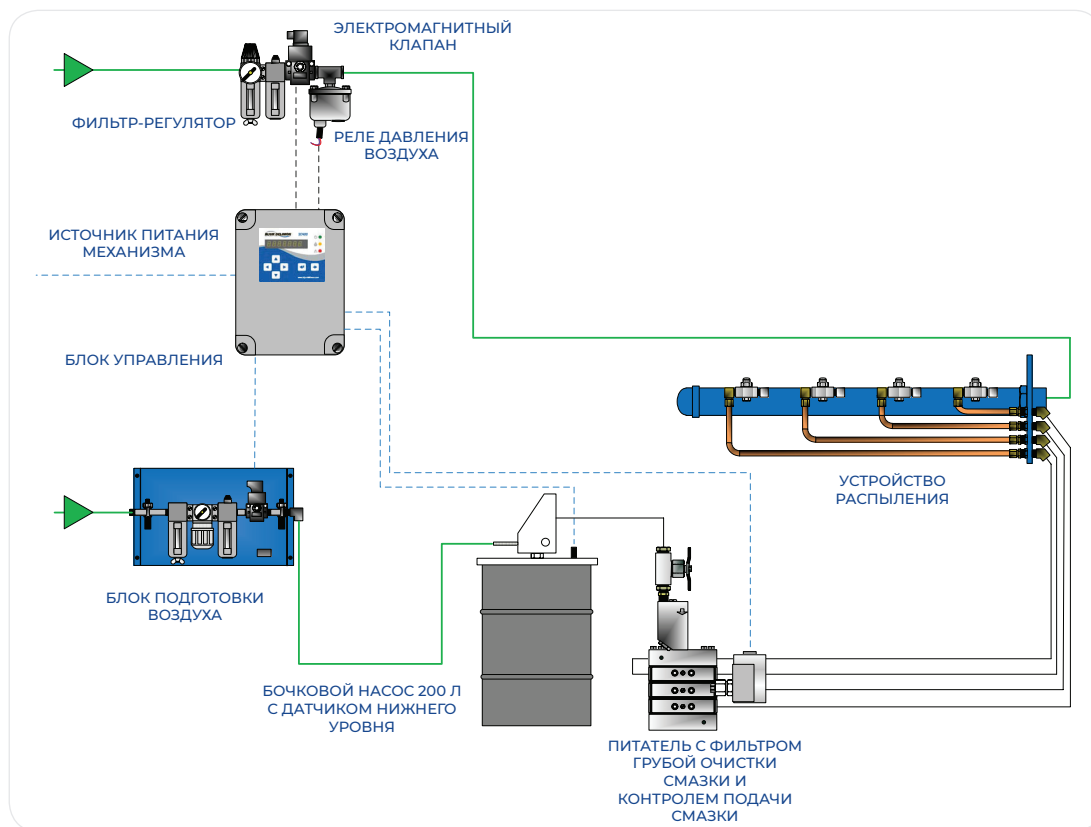 ЭЛЕКТРОМАГНИТНЫЙ
КЛАПАН
ФИЛЬТР-РЕГУЛЯТОР
РЕЛЕ ДАВЛЕНИЯ
ВОЗДУХА
ИСТОЧНИК ПИТАНИЯ
МЕХАНИЗМА
БЛОК УПРАВЛЕНИЯ
УСТРОЙСТВО
РАСПЫЛЕНИЯ
БЛОК ПОДГОТОВКИ
ВОЗДУХА
БОЧКОВОЙ НАСОС 200 Л
С ДАТЧИКОМ НИЖНЕГО
УРОВНЯ
ПИТАТЕЛЬ С ФИЛЬТРОМ
ГРУБОЙ ОЧИСТКИ
СМАЗКИ И
КОНТРОЛЕМ ПОДАЧИ
СМАЗКИ